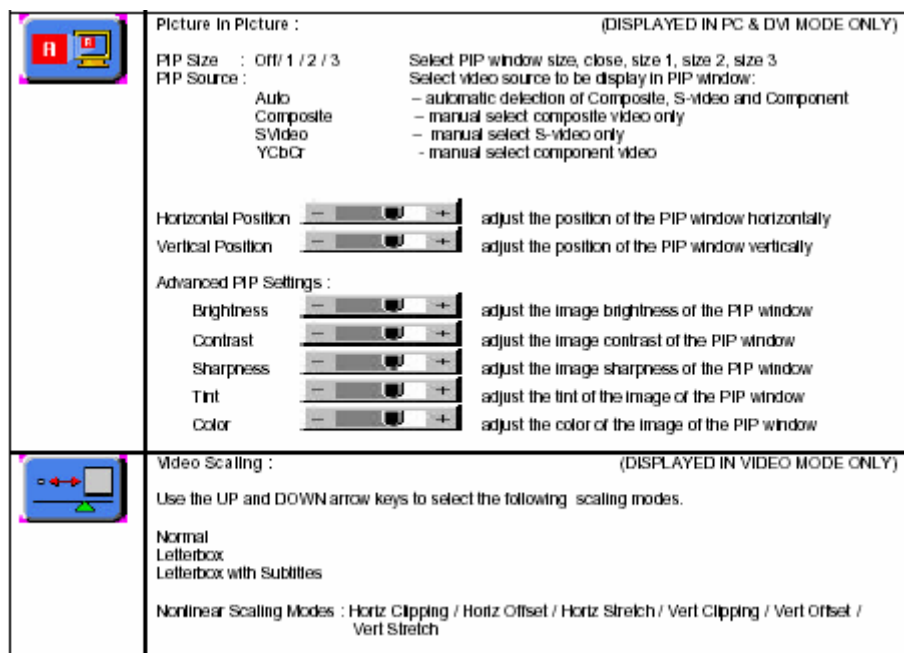 Picture In Picture : (DISPLAYED IN PC & DVI MODE ONLY)
PIP Size : Off/ 1 / 2 / 3 Select PIP window size, close, size 1, size 2, size 3
PIP Source : Select video source to be display in PIP window:
Auto – automatic detection of Composite, S-video and Component
Composite – manual select composite video only
SVideo – manual select S-video only
YCbCr - manual select component video
Horizontal Position – + adjust the position of the PIP window horizontally
Vertical Position – + adjust the position of the PIP window vertically
Advanced PIP Settings :
Brightness – + adjust the image brightness of the PIP window
Contrast – + adjust the image contrast of the PIP window
Sharpness – + adjust the image sharpness of the PIP window
Tint – + adjust the tint of the image of the PIP window
Color – + adjust the color of the image of the PIP window
Video Scaling : (DISPLAYED IN VIDEO MODE ONLY)
Use the UP and DOWN arrow keys to select the following scaling modes.
Normal
Letterbox
Letterbox with Subtitles
Nonlinear Scaling Modes : Horiz Clipping / Horiz Offset / Horiz Stretch / Vert Clipping / Vert Offset /
Vert Stretch